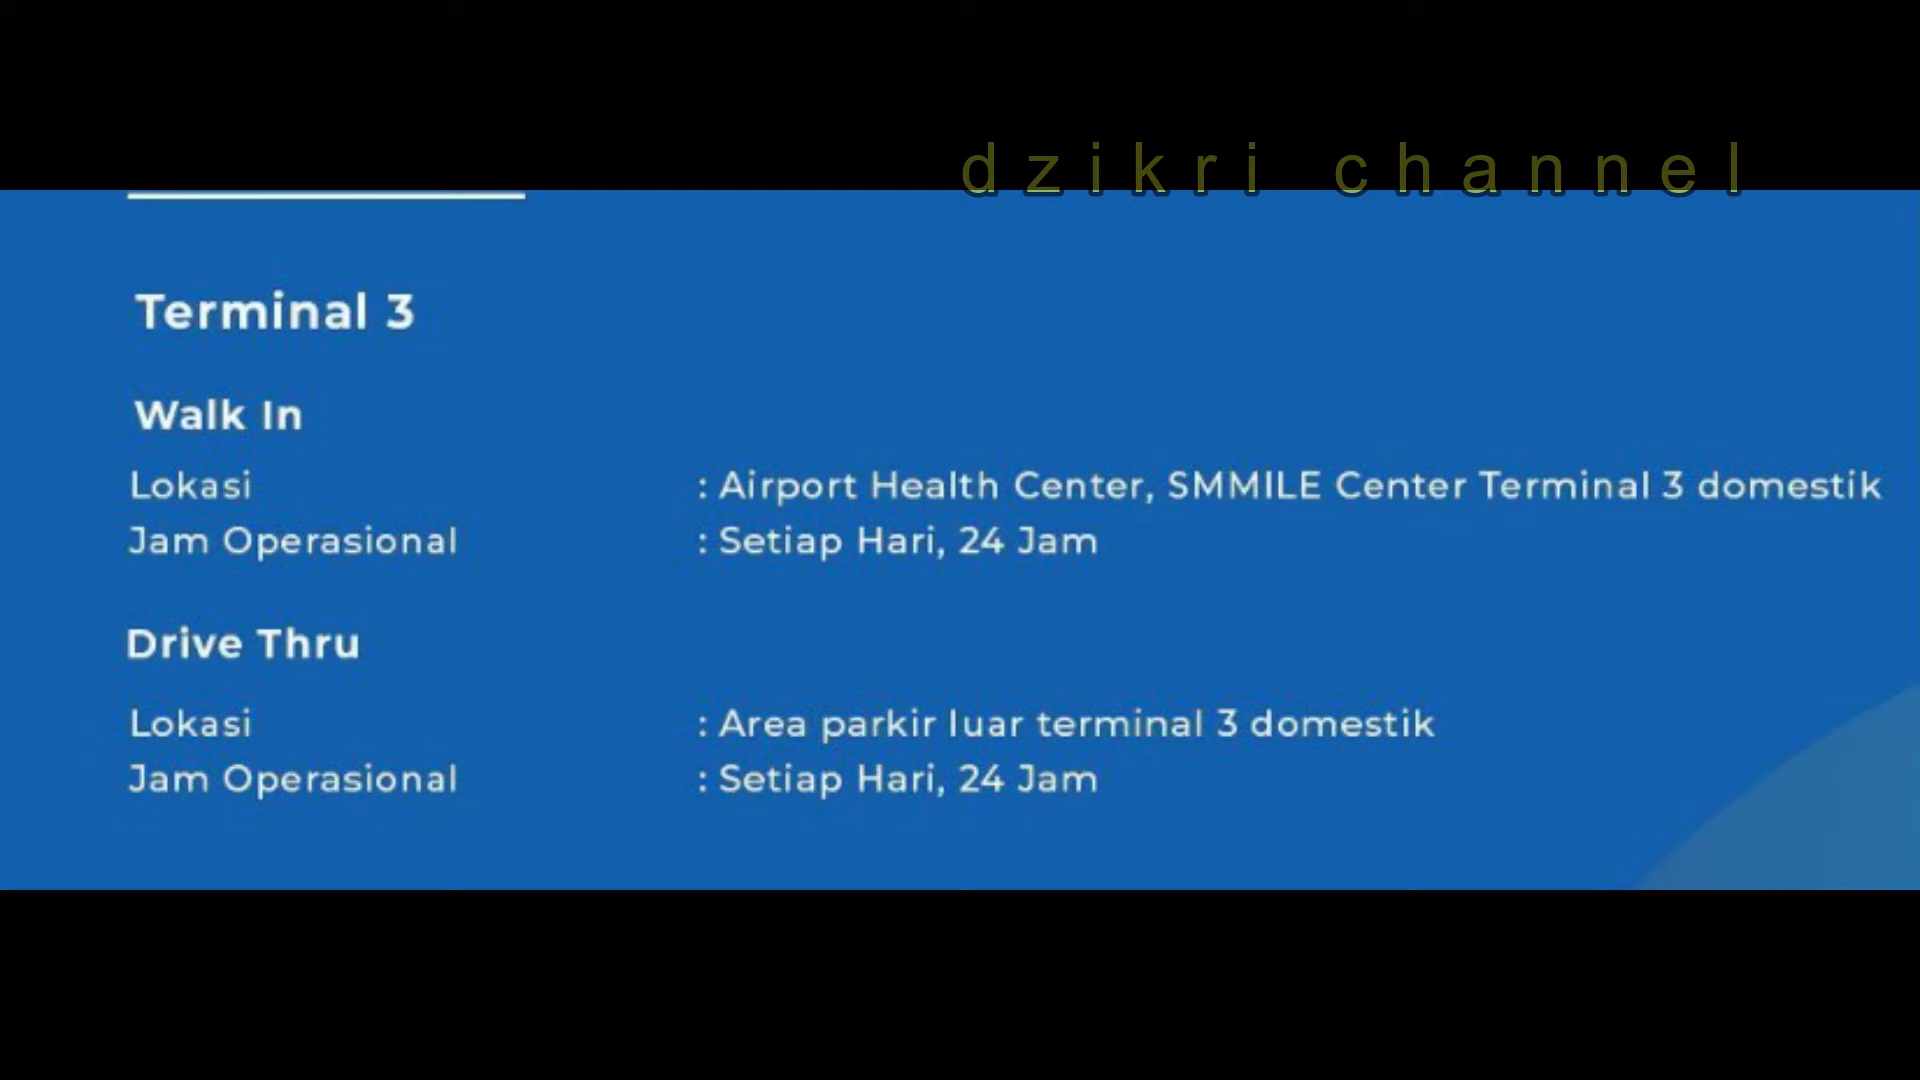 dzikri channel
Terminal 3
Walk In
Lokasi : Airport Health Center, SMMILE Center Terminal 3 domestik
Jam Operasional : Setiap Hari, 24 Jam
Drive Thru
Lokasi : Area parkir luar terminal 3 domestik
Jam Operasional : Setiap Hari, 24 Jam